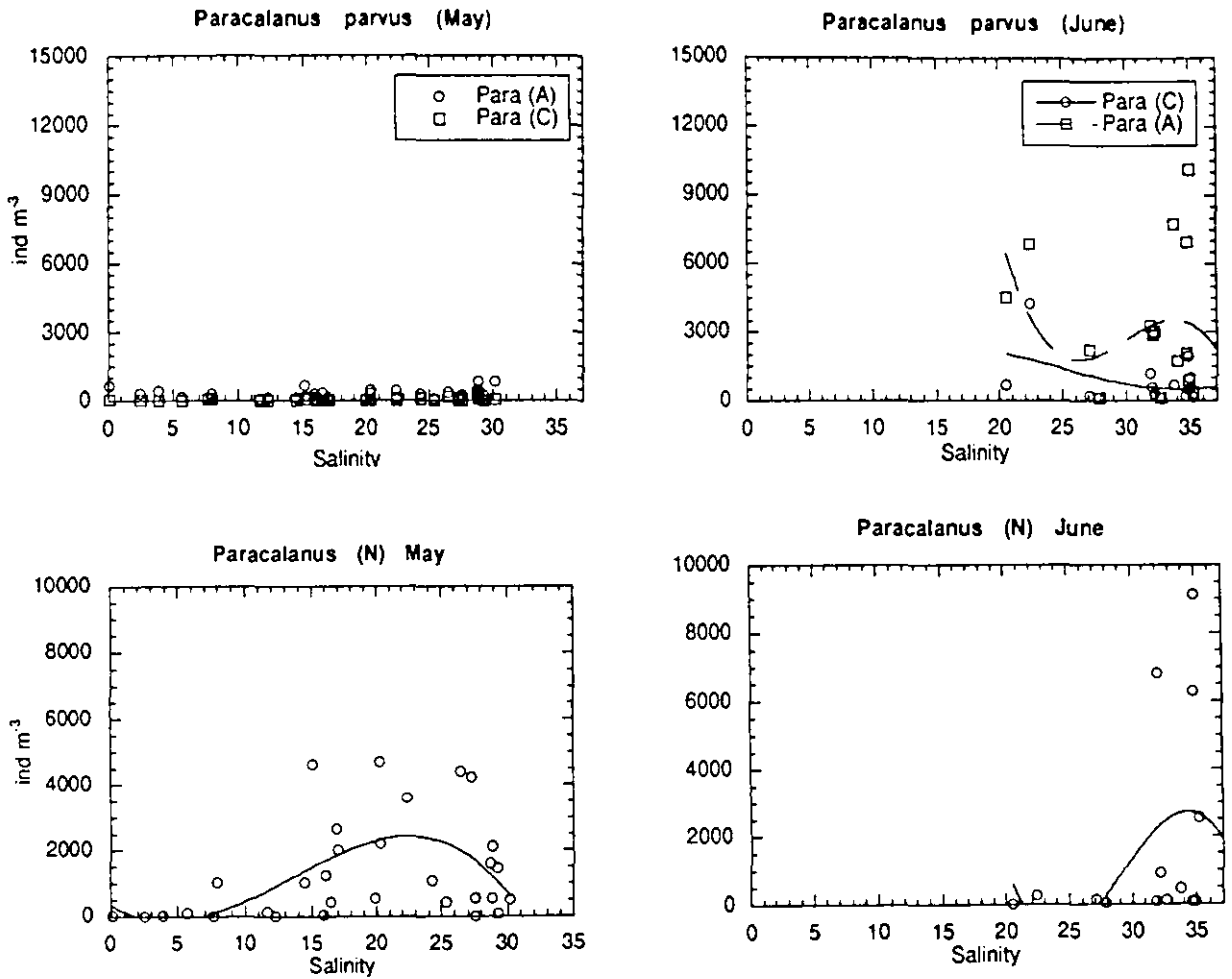 Paracalanus parvus (May)
15000
12000
9000
6000
3000
0
ind m-3
Para (A)
Para (C)
0 5 10 15 20 25 30 35
Salinity
Paracalanus parvus (June)
15000
12000
9000
6000
3000
0
Para (C)
Para (A)
0 5 10 15 20 25 30 35
Salinity
Paracalanus (N) May
10000
8000
6000
4000
2000
0
ind m-3
0 5 10 15 20 25 30 35
Salinity
Paracalanus (N) June
10000
8000
6000
4000
2000
0
0 5 10 15 20 25 30 35
Salinity